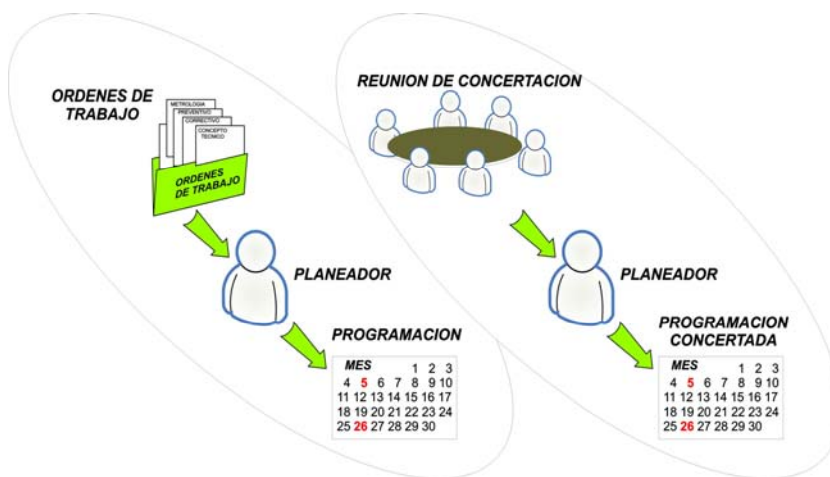 ORDENES DE
TRABAJO
METROLOGIA
PREVENTIVO
CORRECTIVO
CONCEPTO
TECNICO
ORDENES
DE TRABAJO
PLANEADOR
PROGRAMACION
MES
1 2 3
4 5 6 7 8 9 10
11 12 13 14 15 16 17
18 19 20 21 22 23 24
25 26 27 28 29 30
REUNION DE CONCERTACION
PLANEADOR
PROGRAMACION
CONCERTADA
MES
1 2 3
4 5 6 7 8 9 10
11 12 13 14 15 16 17
18 19 20 21 22 23 24
25 26 27 28 29 30